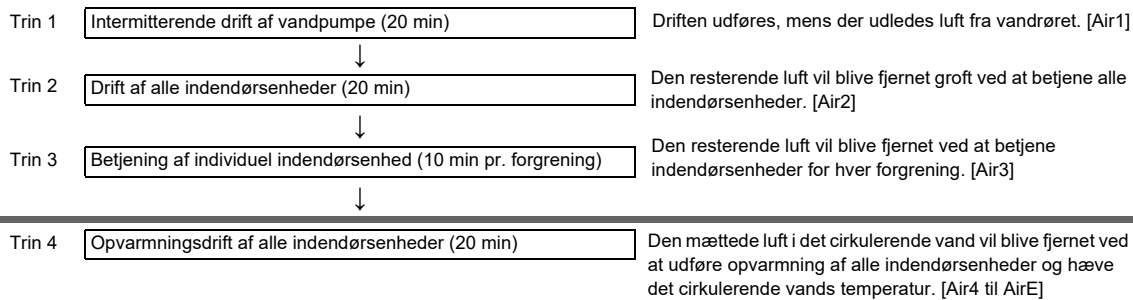 Trin 1 Intermitterende drift af vandpumpe (20 min) Driften udføres, mens der udledes luft fra vandrøret. [Air1]
↓
Trin 2 Drift af alle indendørsenheder (20 min) Den resterende luft vil blive fjernet groft ved at betjene alle
indendørsenheder. [Air2]
↓
Trin 3 Betjening af individuel indendørsenhed (10 min pr. forgrening) Den resterende luft vil blive fjernet ved at betjene
indendørsenheder for hver forgrening. [Air3]
↓
Trin 4 Opvarmningsdrift af alle indendørsenheder (20 min) Den mættede luft i det cirkulerende vand vil blive fjernet ved
at udføre opvarmning af alle indendørsenheder og hæve
det cirkulerende vands temperatur. [Air4 til AirE]